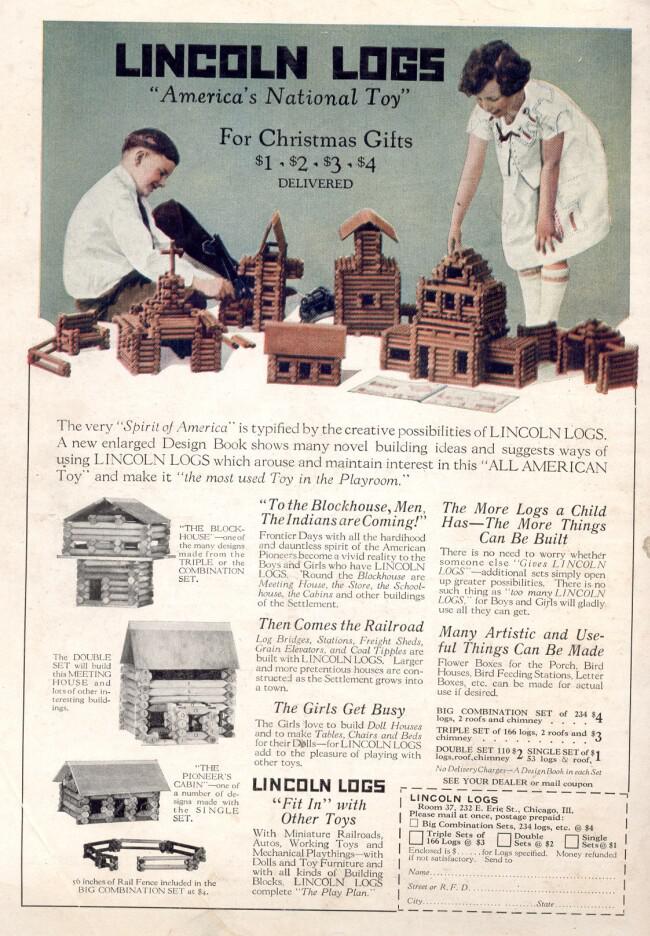 LINCOLN LOGS
"America's National Toy"
For Christmas Gifts
$1 · $2 · $3 · $4
DELIVERED
The very "Spirit of America" is typified by the creative possibilities of LINCOLN LOGS.
A new enlarged Design Book shows many novel building ideas and suggests ways of
using LINCOLN LOGS which arouse and maintain interest in this "ALL AMERICAN
Toy" and make it "the most used Toy in the Playroom."
"THE BLOCK-
HOUSE"—one of
the many designs
made from the
TRIPLE or the
COMBINATION
SET.
The DOUBLE
SET will build
this MEETING
HOUSE and
lots of other in-
teresting build-
ings.
"THE
PIONEER'S
CABIN"—one of
a number of de-
signs made with
the SINGLE
SET.
56 inches of Rail Fence included in the
BIG COMBINATION SET at $4.
"To the Blockhouse, Men,
The Indians are Coming!"
Frontier Days with all the hardihood
and dauntless spirit of the American
Pioneers become a vivid reality to the
Boys and Girls who have LINCOLN
LOGS. 'Round the Blockhouse are
Meeting House, the Store, the School-
house, the Cabins and other buildings
of the Settlement.
Then Comes the Railroad
Log Bridges, Stations, Freight Sheds,
Grain Elevators, and Coal Tipples are
built with LINCOLN LOGS. Larger
and more pretentious houses are con-
structed as the Settlement grows into
a town.
The Girls Get Busy
The Girls love to build Doll Houses
and to make Tables, Chairs and Beds
for their Dolls—for LINCOLN LOGS
add to the pleasure of playing with
other toys.
LINCOLN LOGS
"Fit In" with
Other Toys
With Miniature Railroads,
Autos, Working Toys and
Mechanical Playthings—with
Dolls and Toy Furniture and
with all kinds of Building
Blocks, LINCOLN LOGS
complete "The Play Plan."
The More Logs a Child
Has—The More Things
Can Be Built
There is no need to worry whether
someone else "Gives LINCOLN
LOGS"—additional sets simply open
up greater possibilities. There is no
such thing as "too many LINCOLN
LOGS," for Boys and Girls will gladly
use all they can get.
Many Artistic and Use-
ful Things Can Be Made
Flower Boxes for the Porch, Bird
Houses, Bird Feeding Stations, Letter
Boxes, etc. can be made for actual
use if desired.
BIG COMBINATION SET of 234 $4
logs, 2 roofs and chimney . . . .
TRIPLE SET of 166 logs, 2 roofs and $3
chimney . . . . . . . . .
DOUBLE SET 110 $2 SINGLE SET of $1
logs, roof, chimney 53 logs & roof,
No Delivery Charges—A Design Book in each Set
SEE YOUR DEALER or mail coupon
LINCOLN LOGS
Room 37, 232 E. Erie St., Chicago, Ill.
Please mail at once, postage prepaid:
Big Combination Sets, 234 logs, etc. @ $4
Triple Sets of 166 Logs @ $3 Double Sets @ $2 Single Sets @ $1
Enclosed is $...... for Logs specified. Money refunded
if not satisfactory. Send to
Name
Street or R. F. D.
City State